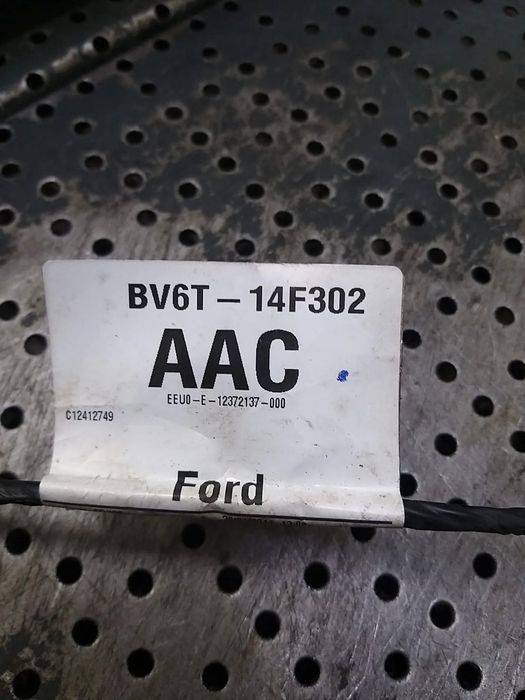 BV6T – 14F302
AAC
EEU0–E–12372137–000
C12412749
Ford